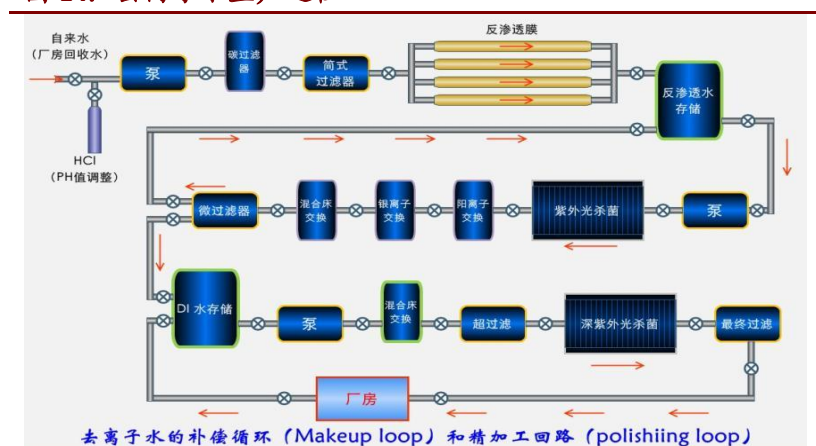 自来水
（厂房回收水）
泵
碳过滤
器
筒式
过滤器
反渗透膜
反渗透水
存储
HCl
（PH值调整）
微过滤器
混合床
交换
银离子
交换
阳离子
交换
紫外光杀菌
泵
DI 水存储
泵
混合床
交换
超过滤
深紫外光杀菌
最终过滤
厂房
去离子水的补偿循环（Makeup loop）和精加工回路（polishiing loop）